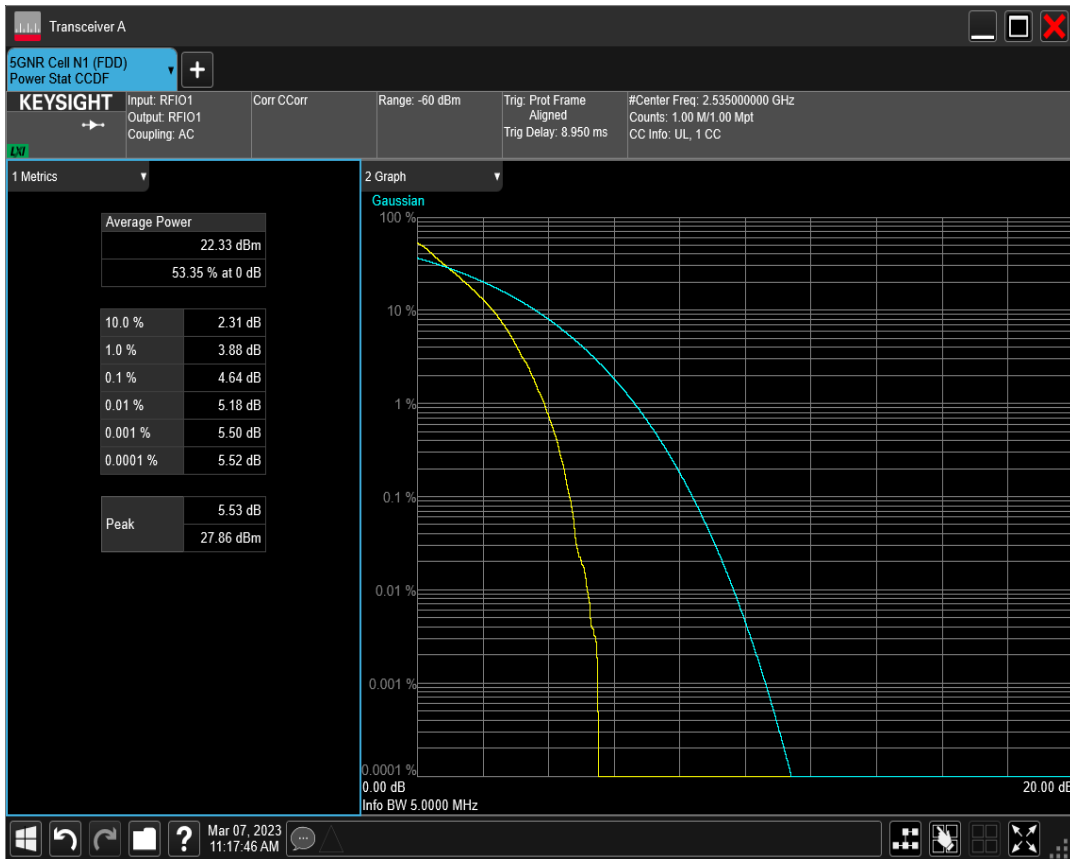 Transceiver A
5GNR Cell N1 (FDD)
Power Stat CCDF
KEYSIGHT
LXI
Input: RFIO1
Output: RFIO1
Coupling: AC
Corr CCorr
Range: -60 dBm
Trig: Prot Frame
Aligned
Trig Delay: 8.950 ms
#Center Freq: 2.535000000 GHz
Counts: 1.00 M/1.00 Mpt
CC Info: UL, 1 CC
1 Metrics
Average Power
22.33 dBm
53.35 % at 0 dB
10.0 % 2.31 dB
1.0 % 3.88 dB
0.1 % 4.64 dB
0.01 % 5.18 dB
0.001 % 5.50 dB
0.0001 % 5.52 dB
Peak
5.53 dB
27.86 dBm
2 Graph
Gaussian
100 %
10 %
1 %
0.1 %
0.01 %
0.001 %
0.0001 %
0.00 dB 20.00 dB
Info BW 5.0000 MHz
?
Mar 07, 2023
11:17:46 AM